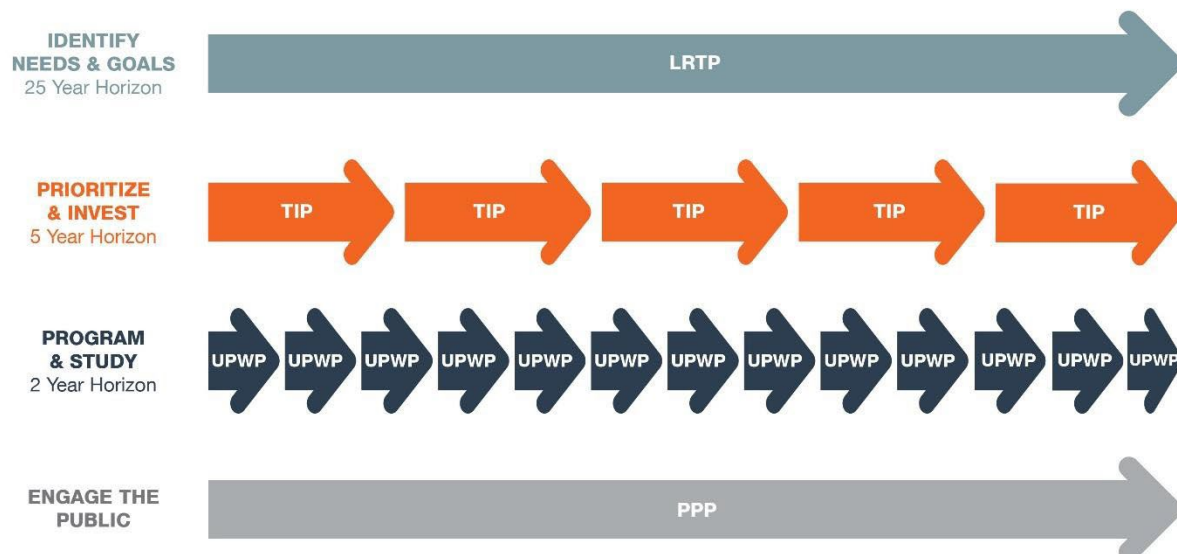 IDENTIFY
NEEDS & GOALS
25 Year Horizon
LRTP
PRIORITIZE
& INVEST
5 Year Horizon
TIP TIP TIP TIP TIP
PROGRAM
& STUDY
2 Year Horizon
UPWP UPWP UPWP UPWP UPWP UPWP UPWP UPWP UPWP UPWP UPWP UPWP UPWP
ENGAGE THE
PUBLIC
PPP